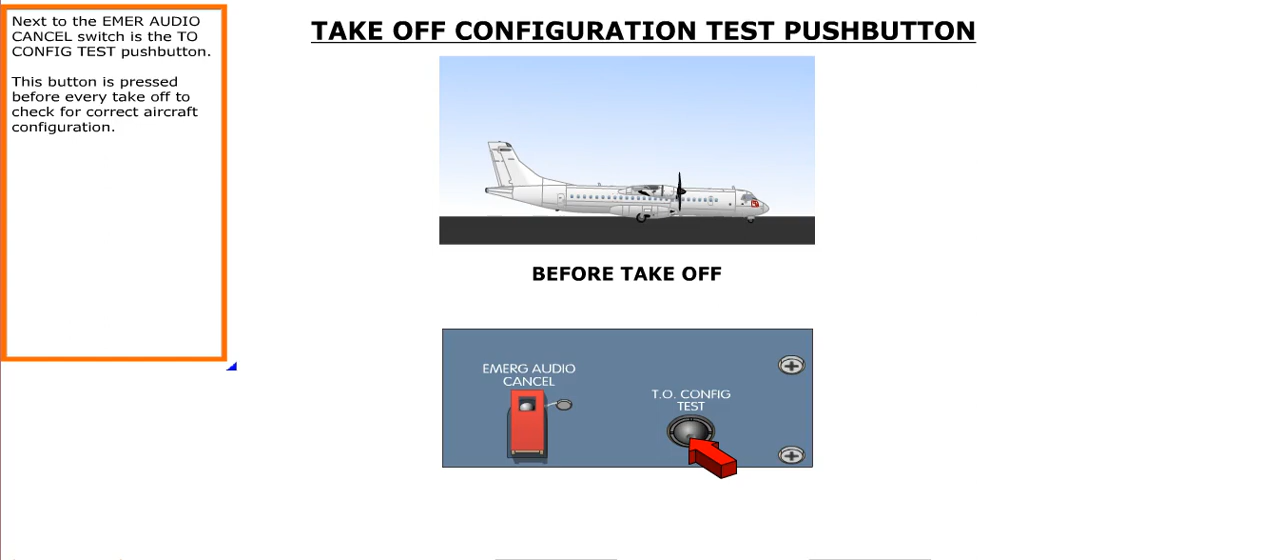 Next to the EMER AUDIO
CANCEL switch is the TO
CONFIG TEST pushbutton.
This button is pressed
before every take off to
check for correct aircraft
configuration.
TAKE OFF CONFIGURATION TEST PUSHBUTTON
BEFORE TAKE OFF
EMERG AUDIO
CANCEL
T.O. CONFIG
TEST